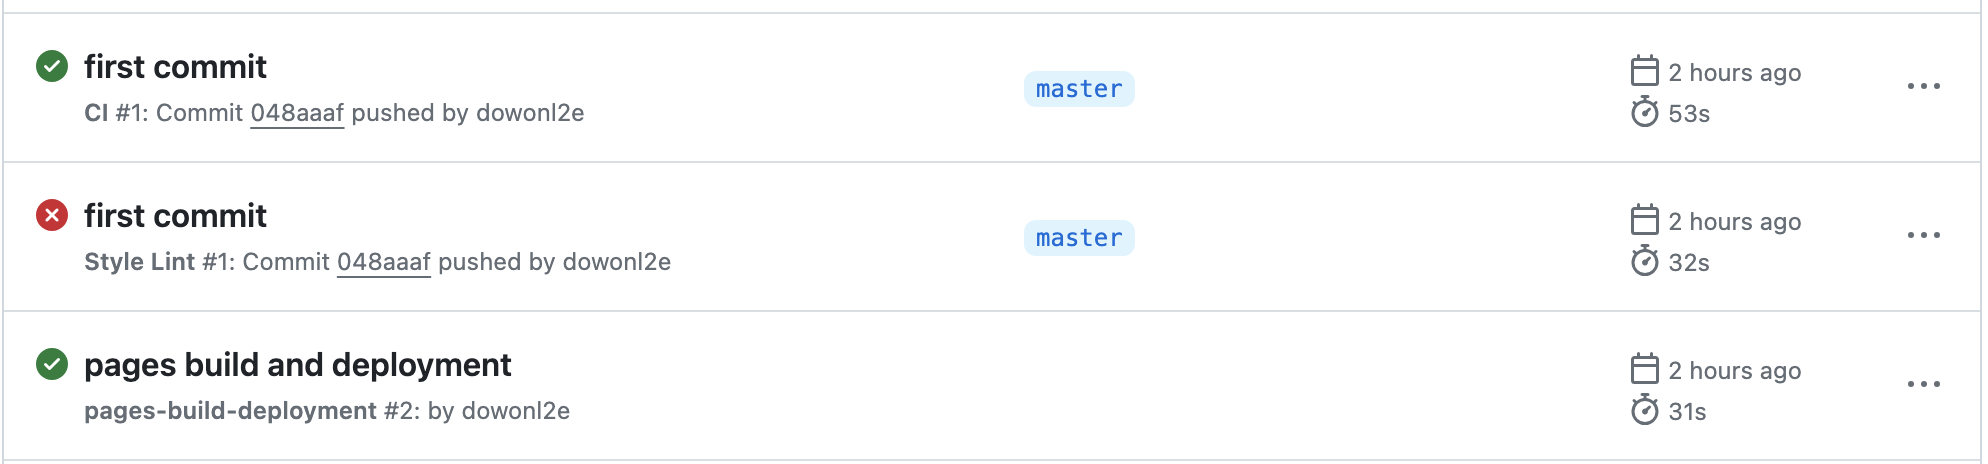 first commit
master
2 hours ago
CI #1: Commit 048aaaf pushed by dowonl2e
53s
first commit
master
2 hours ago
Style Lint #1: Commit 048aaaf pushed by dowonl2e
32s
pages build and deployment
2 hours ago
pages-build-deployment #2: by dowonl2e
31s